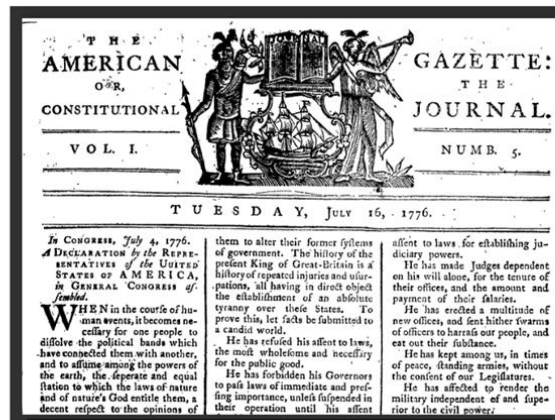 THE
AMERICAN
OR,
CONSTITUTIONAL
VOL. I.
JOURNAL
GAZETTE:
THE
JOURNAL.
NUMB. 5.
TUESDAY, JULY 16, 1776.
In CONGRESS, July 4, 1776.
A DECLARATION by the REPRE-
SENTATIVES of the UUITED
STATES OF AMERICA,
in GENERAL CONGRESS aſ-
ſembled.
WHEN in the courſe of hu-
man events, it becomes ne-
ceſſary for one people to
diſſolve the political bands which
have connected them with another,
and to aſſume among the powers of
the earth, the ſeperate and equal
ſtation to which the laws of nature
and of nature's God entitle them, a
decent reſpect to the opinions of
them to alter their former ſyſtems
of government. The hiſtory of the
preſent King of Great-Britain is a
hiſtory of repeated injuries and uſur-
pations, all having in direct object
the eſtabliſhment of an abſolute
tyranny over theſe States. To
prove this, let facts be ſubmitted to
a candid world.
He has refuſed his aſſent to laws,
the moſt wholeſome and neceſſary
for the public good.
He has forbidden his Governors
to paſs laws of immediate and preſ-
ſing importance, unleſs ſuſpended in
their operation until his aſſent
aſſent to laws for eſtabliſhing ju-
diciary powers.
He has made Judges dependent
on his will alone, for the tenure of
their offices, and the amount and
payment of their ſalaries.
He has erected a multitude of
new offices, and ſent hither ſwarms
of officers to harraſs our people, and
eat out their ſubſtance.
He has kept among us, in times
of peace, ſtanding armies, without
the conſent of our Legiſlatures.
He has affected to render the
military independent of and ſupe-
rior to the civil power.